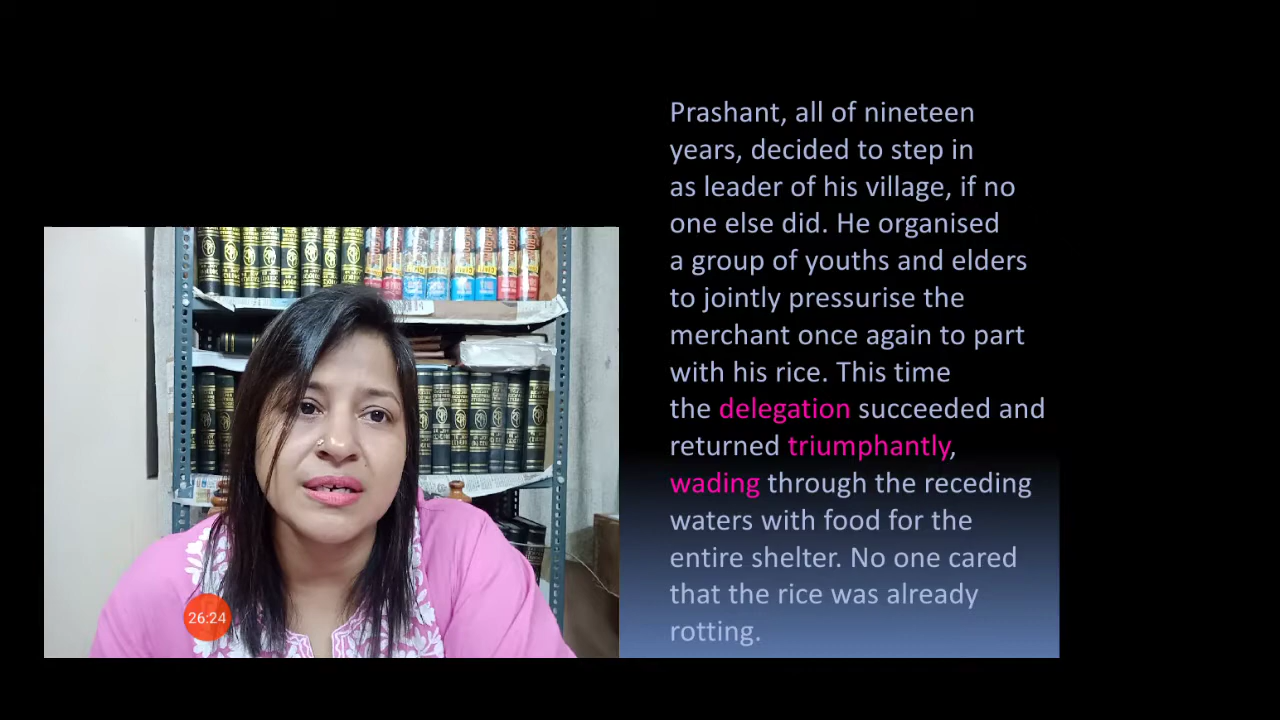 Prashant, all of nineteen
years, decided to step in
as leader of his village, if no
one else did. He organised
a group of youths and elders
to jointly pressurise the
merchant once again to part
with his rice. This time
the delegation succeeded and
returned triumphantly,
wading through the receding
waters with food for the
entire shelter. No one cared
that the rice was already
rotting.
26:24